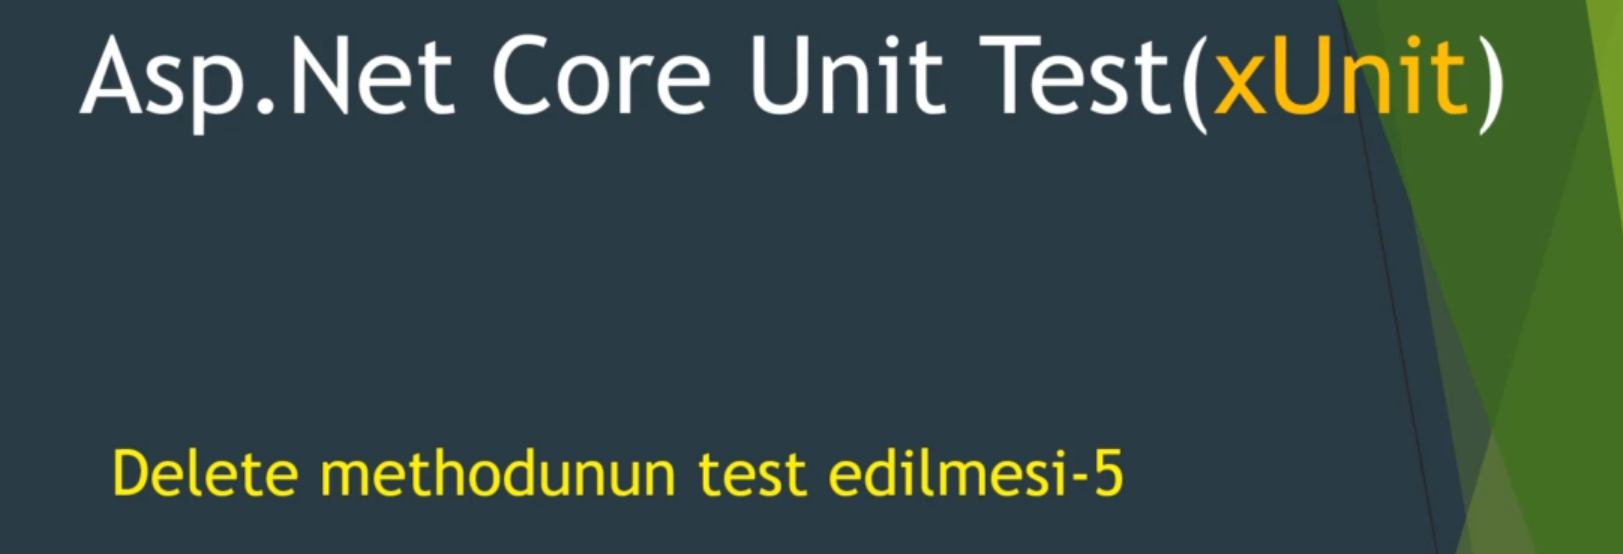 Asp.Net Core Unit Test(xUnit)
Delete methodunun test edilmesi-5